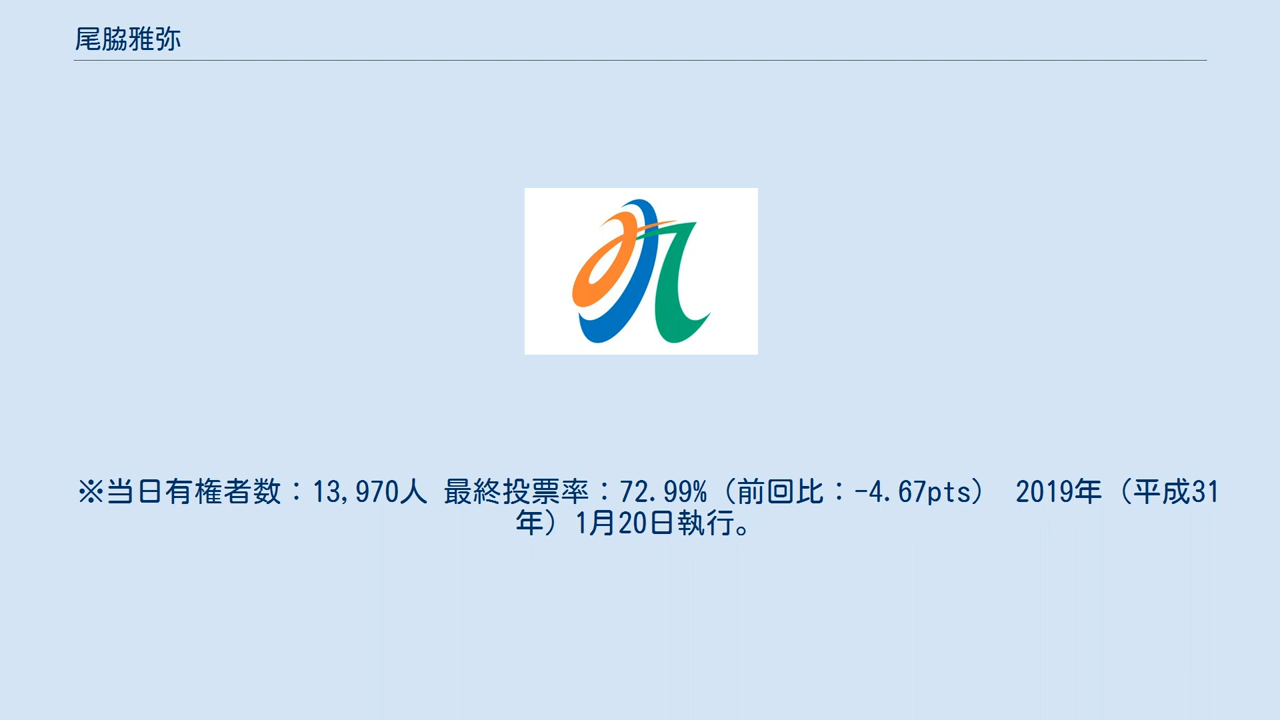 尾脇雅弥
※当日有権者数：13,970人 最終投票率：72.99%（前回比：-4.67pts） 2019年（平成31
年）1月20日執行。